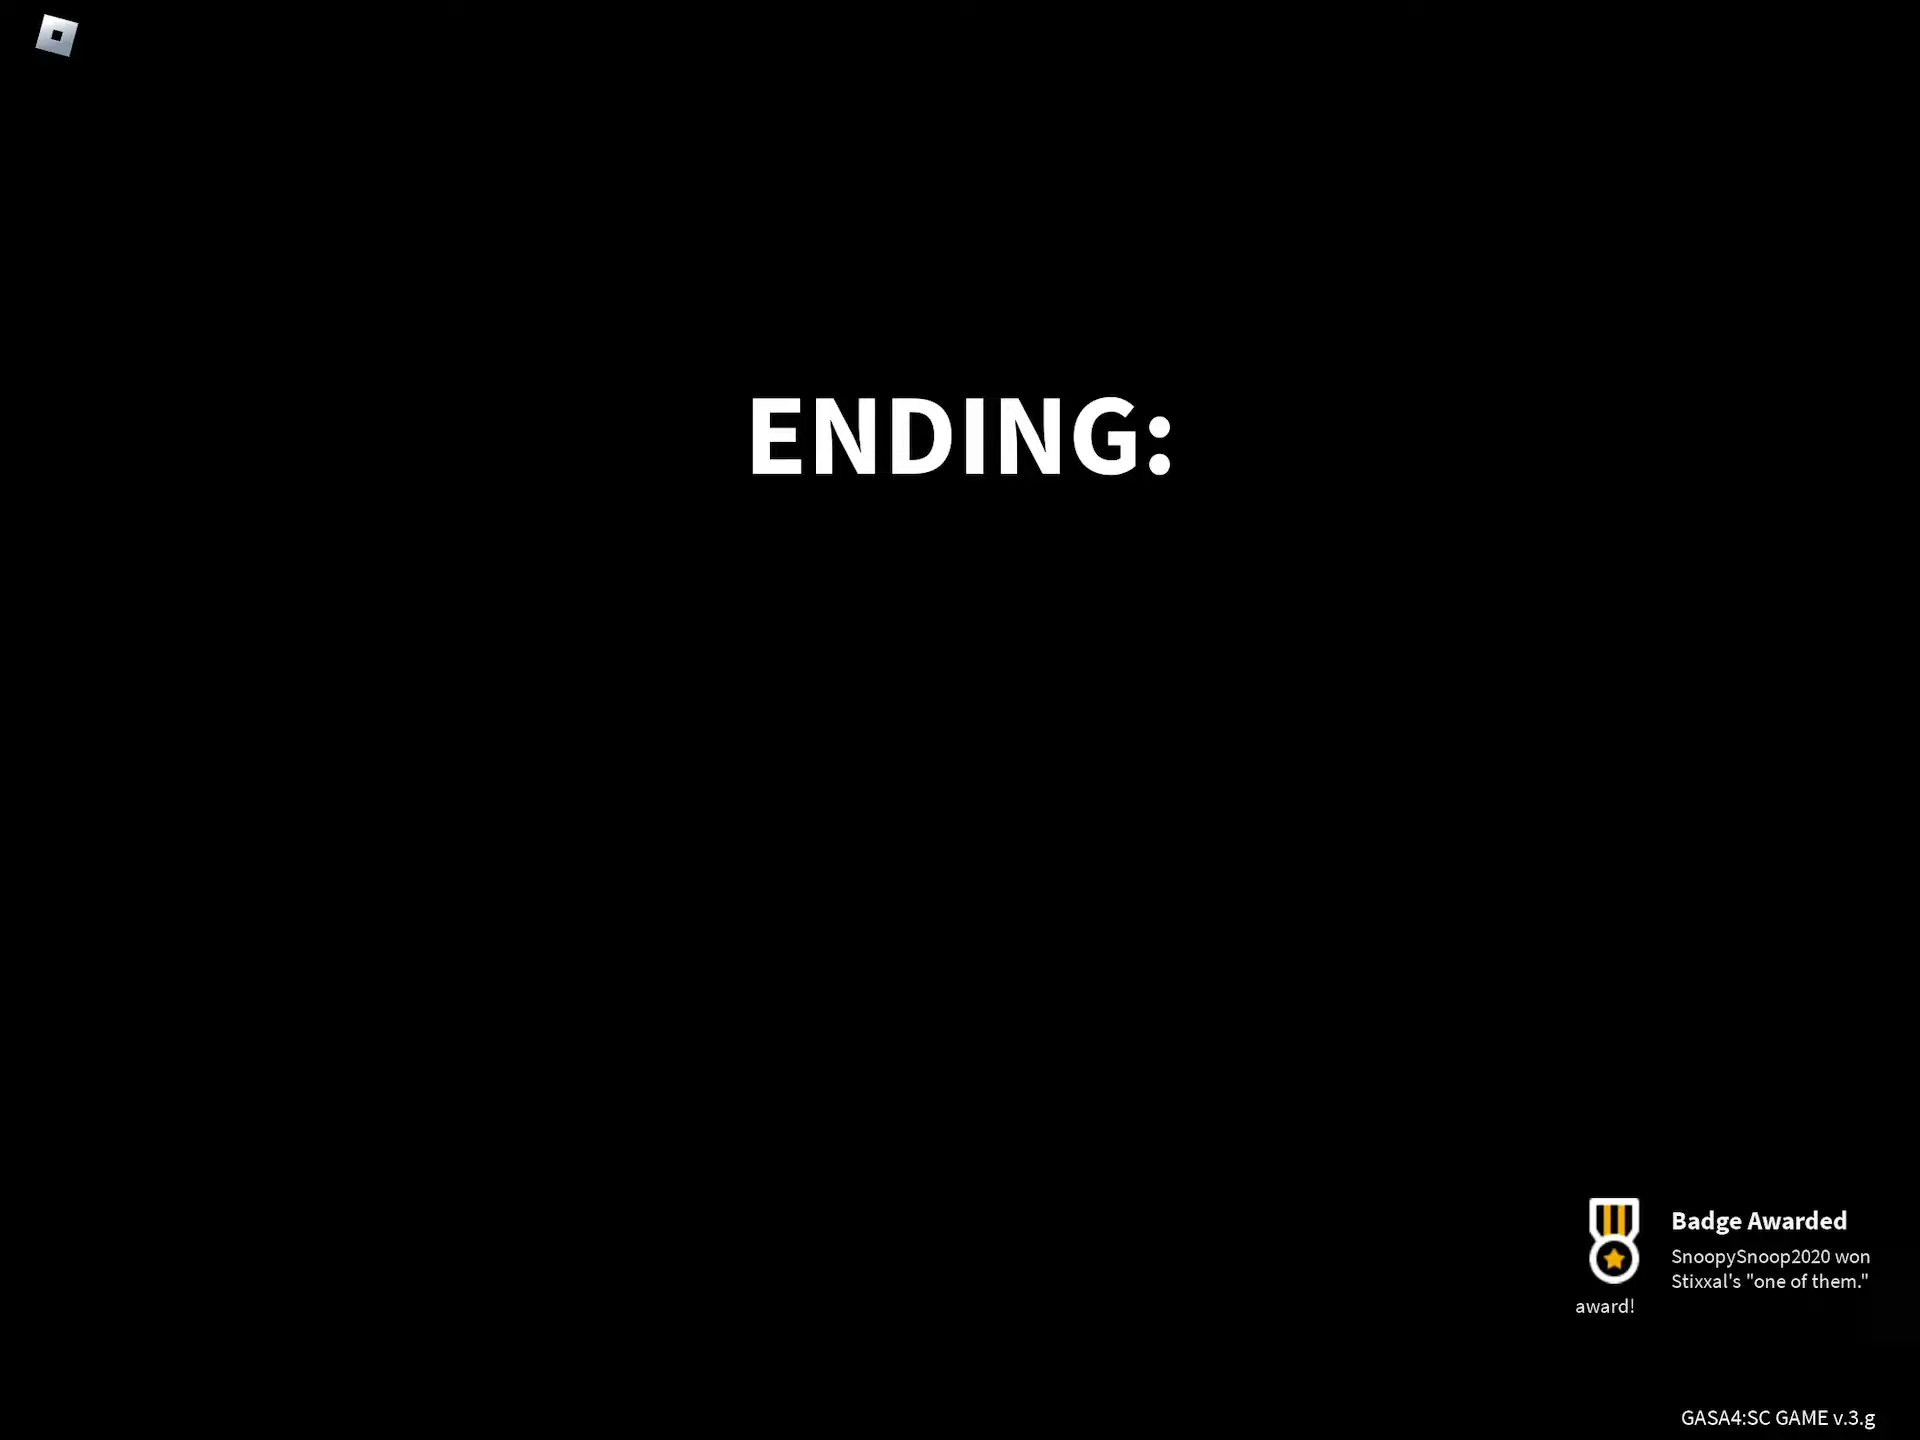 ENDING:
Badge Awarded
SnoopySnoop2020 won
Stixxal's "one of them."
award!
GASA4:SC GAME v.3.g